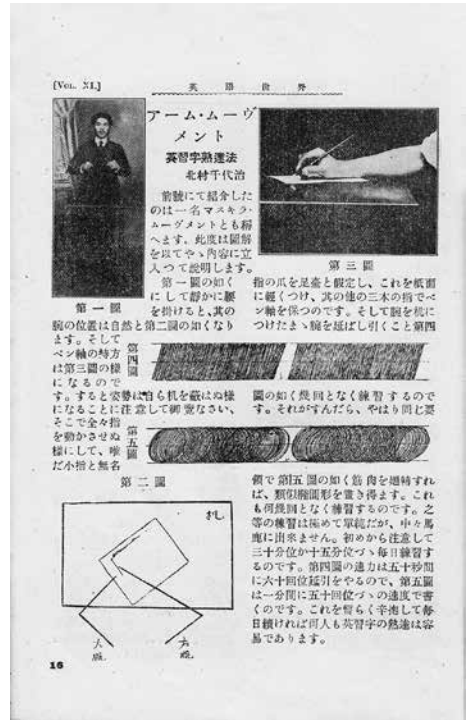 [VOL. XI.]
英語世界
アーム・ムーヴ
メント
英習字熟達法
北村千代治
前號にて紹介した
のは一名マスキラ・
ムーヴメントとも稱
へます、此度は圖解
を以てやゝ內容に立
入つて説明します。
第一圖の如く
にして靜かに腰
を掛けると、其の
第一圖
腕の位置は自然と第二圖の如くなり
ます。そして
ペン軸の持方
は第三圖の樣
になるので
す。すると姿勢は自ら机を蔽はぬ樣
になることに注意して御覽なさい、
そこで全々指
を動かさせぬ
樣にして、唯
だ小指と無名
第二圖
さし
左腕
右腕
第三圖
指の爪を足臺と假定し、これを紙面
に輕くつけ、其の他の三本の指でペ
ン軸を保つのです。そして腕を机に
つけたまゝ腕を延ばし引くこと第四
第四圖
圖の如く幾回となく練習するので
す。それがすんだら、やはり同じ要
第五圖
領で第五圖の如く筋肉を廻轉すれ
ば、類似橢圓形を畫き得ます。これ
も何幾回となく練習するのです。之
等の練習は極めて單純だが、中々馬
鹿に出來ません。初めから注意して
三十分位か十五分位づゝ每日練習す
るのです。第四圖の速力は五十秒間
に六十回位延引をやるので、第五圖
は一分間に五十回位づゝの速度で書
くのです。これを暫らく辛抱して每
日續ければ何人も英習字の熟達は容
易であります。
16